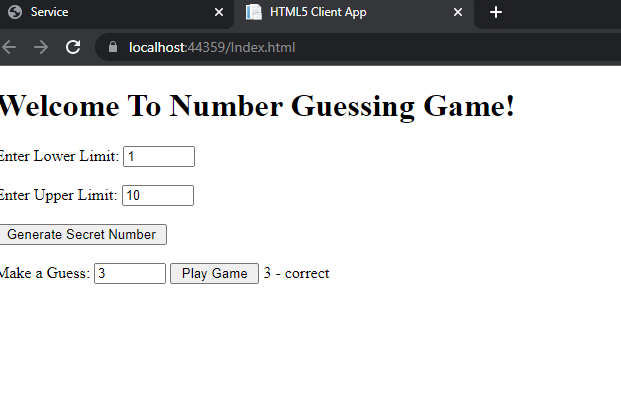 Service
HTML5 Client App
localhost:44359/Index.html
Welcome To Number Guessing Game!
Enter Lower Limit: 1
Enter Upper Limit: 10
Generate Secret Number
Make a Guess: 3 Play Game 3 - correct